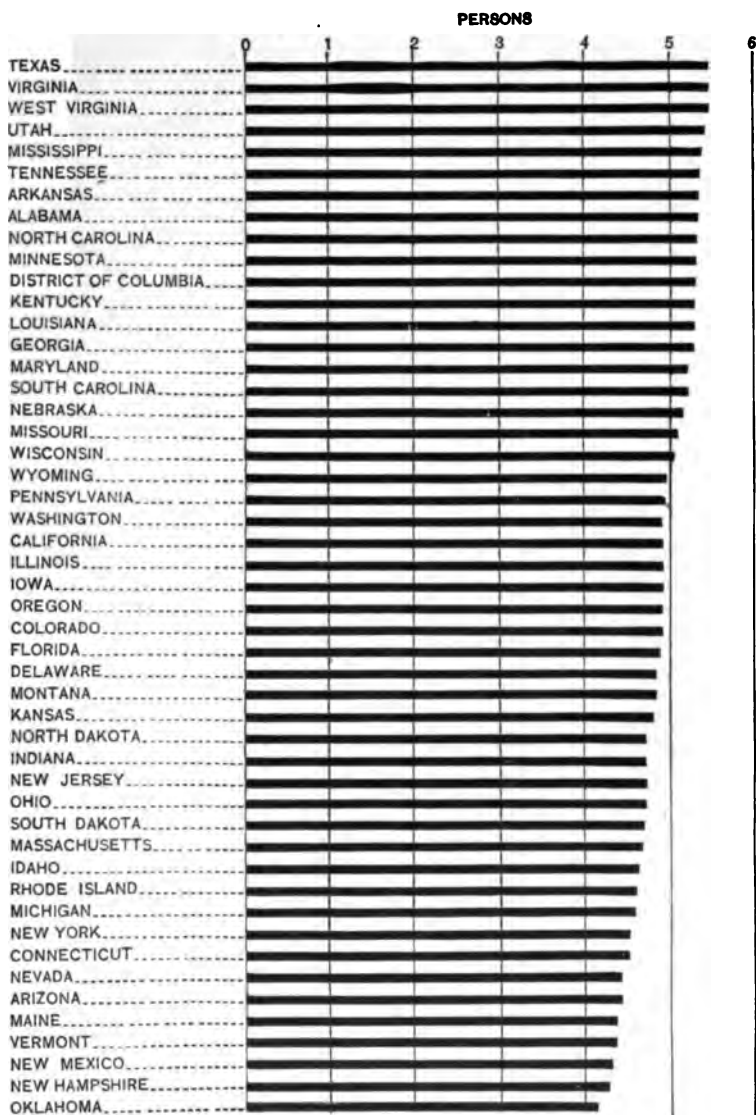 PERSONS
0 1 2 3 4 5 6
TEXAS
VIRGINIA
WEST VIRGINIA
UTAH
MISSISSIPPI
TENNESSEE
ARKANSAS
ALABAMA
NORTH CAROLINA
MINNESOTA
DISTRICT OF COLUMBIA
KENTUCKY
LOUISIANA
GEORGIA
MARYLAND
SOUTH CAROLINA
NEBRASKA
MISSOURI
WISCONSIN
WYOMING
PENNSYLVANIA
WASHINGTON
CALIFORNIA
ILLINOIS
IOWA
OREGON
COLORADO
FLORIDA
DELAWARE
MONTANA
KANSAS
NORTH DAKOTA
INDIANA
NEW JERSEY
OHIO
SOUTH DAKOTA
MASSACHUSETTS
IDAHO
RHODE ISLAND
MICHIGAN
NEW YORK
CONNECTICUT
NEVADA
ARIZONA
MAINE
VERMONT
NEW MEXICO
NEW HAMPSHIRE
OKLAHOMA